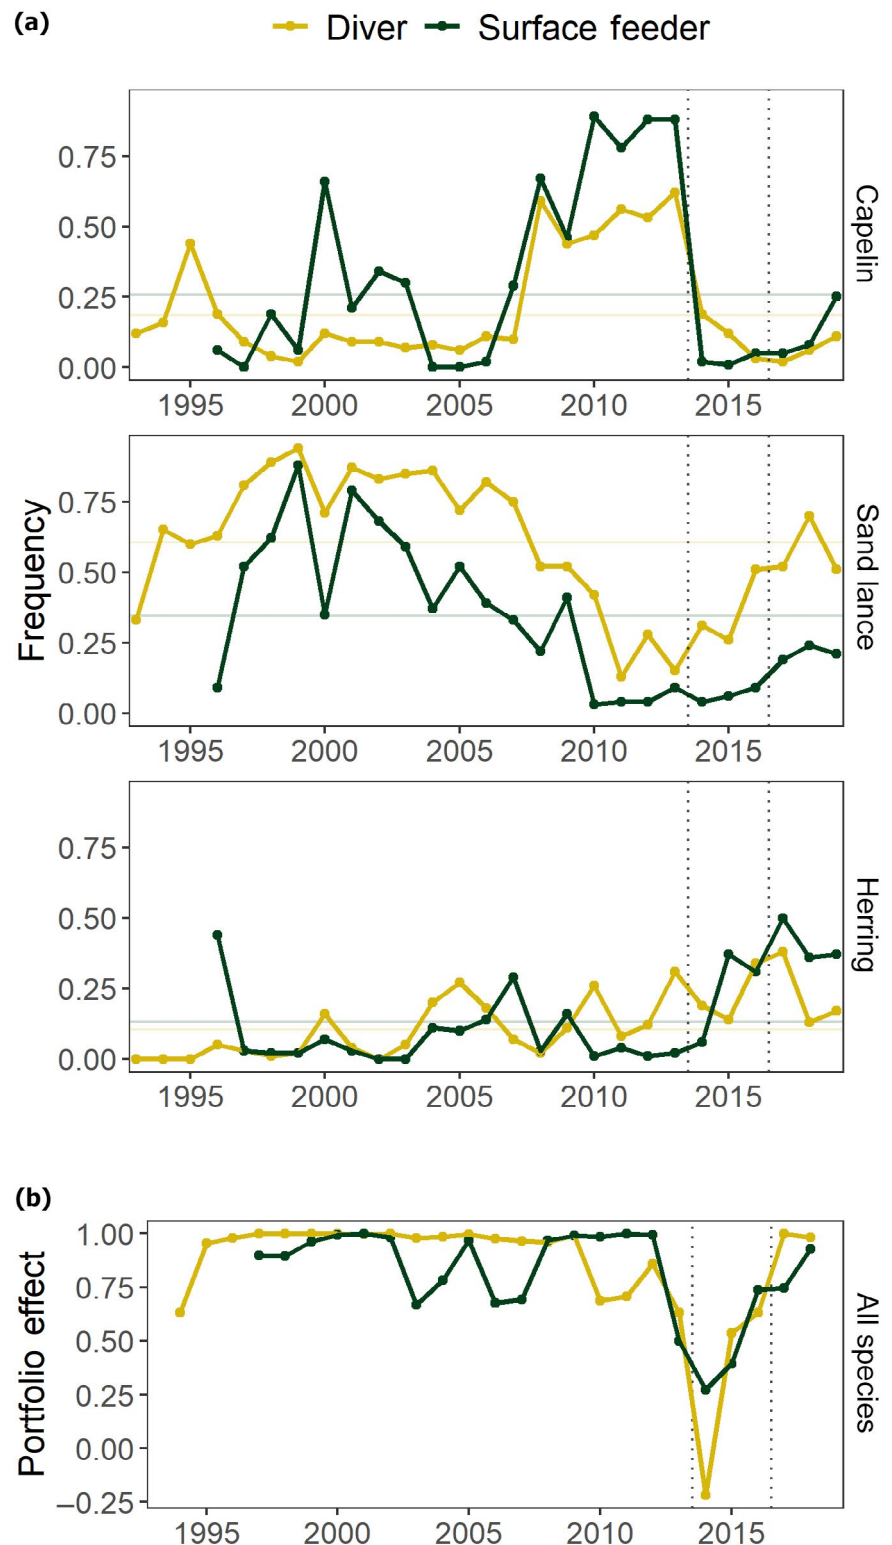 (a)
Diver Surface feeder
0.75
0.50
0.25
0.00
1995 2000 2005 2010 2015
Capelin
0.75
0.50
0.25
0.00
1995 2000 2005 2010 2015
Sand lance
Frequency
0.75
0.50
0.25
0.00
1995 2000 2005 2010 2015
Herring
(b)
1.00
0.75
0.50
0.25
0.00
−0.25
1995 2000 2005 2010 2015
Portfolio effect
All species